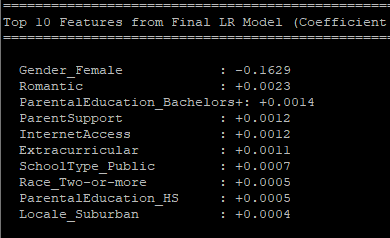 ================================================
Top 10 Features from Final LR Model (Coefficient
================================================
Gender_Female : -0.1629
Romantic : +0.0023
ParentalEducation_Bachelors+: +0.0014
ParentSupport : +0.0012
InternetAccess : +0.0012
Extracurricular : +0.0011
SchoolType_Public : +0.0007
Race_Two-or-more : +0.0005
ParentalEducation_HS : +0.0005
Locale_Suburban : +0.0004